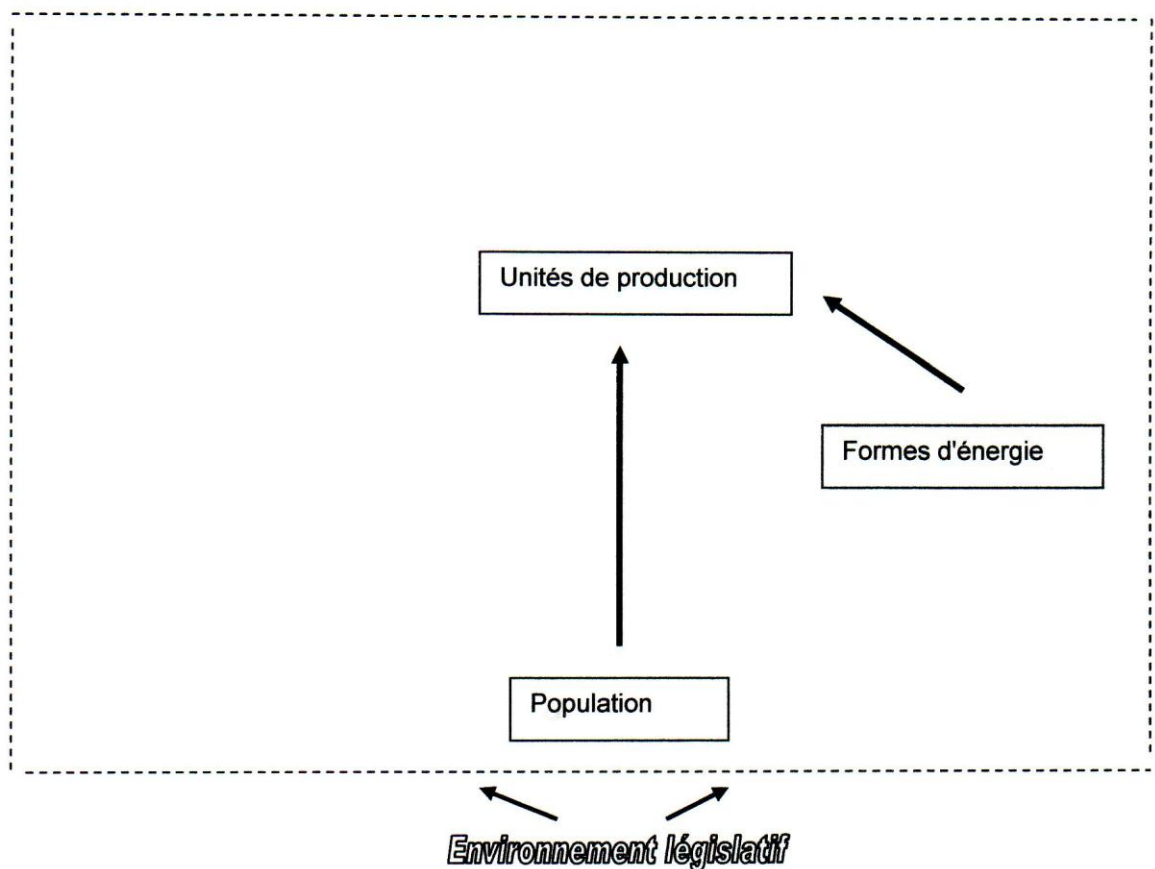 Unités de production
Formes d'énergie
Population
Environnement législatif